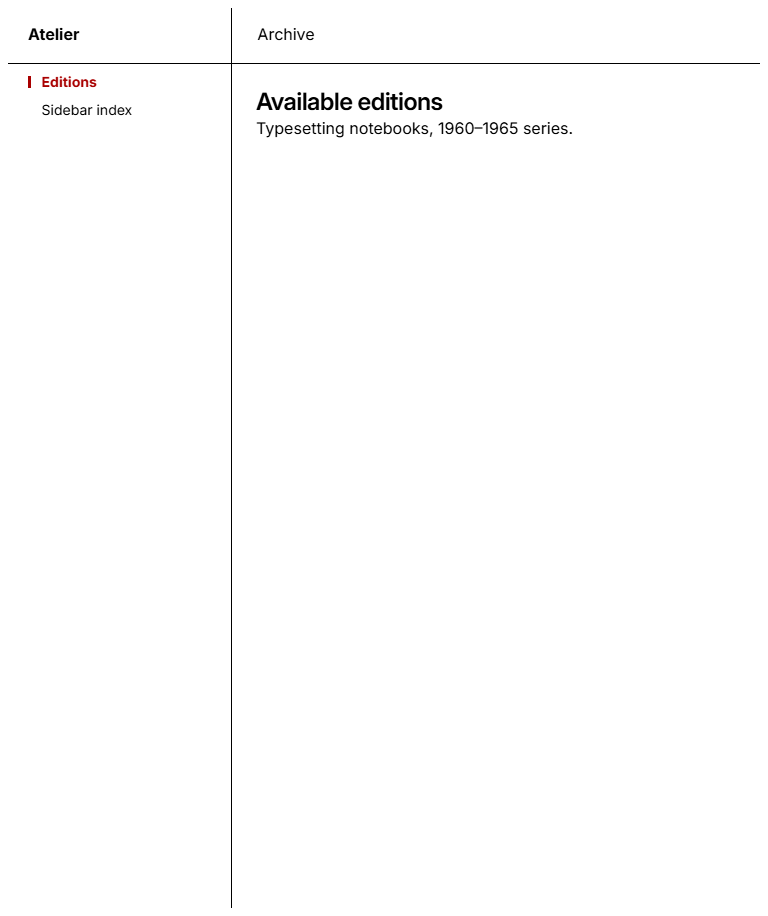 Atelier
Archive
Editions
Sidebar index
Available editions
Typesetting notebooks, 1960–1965 series.